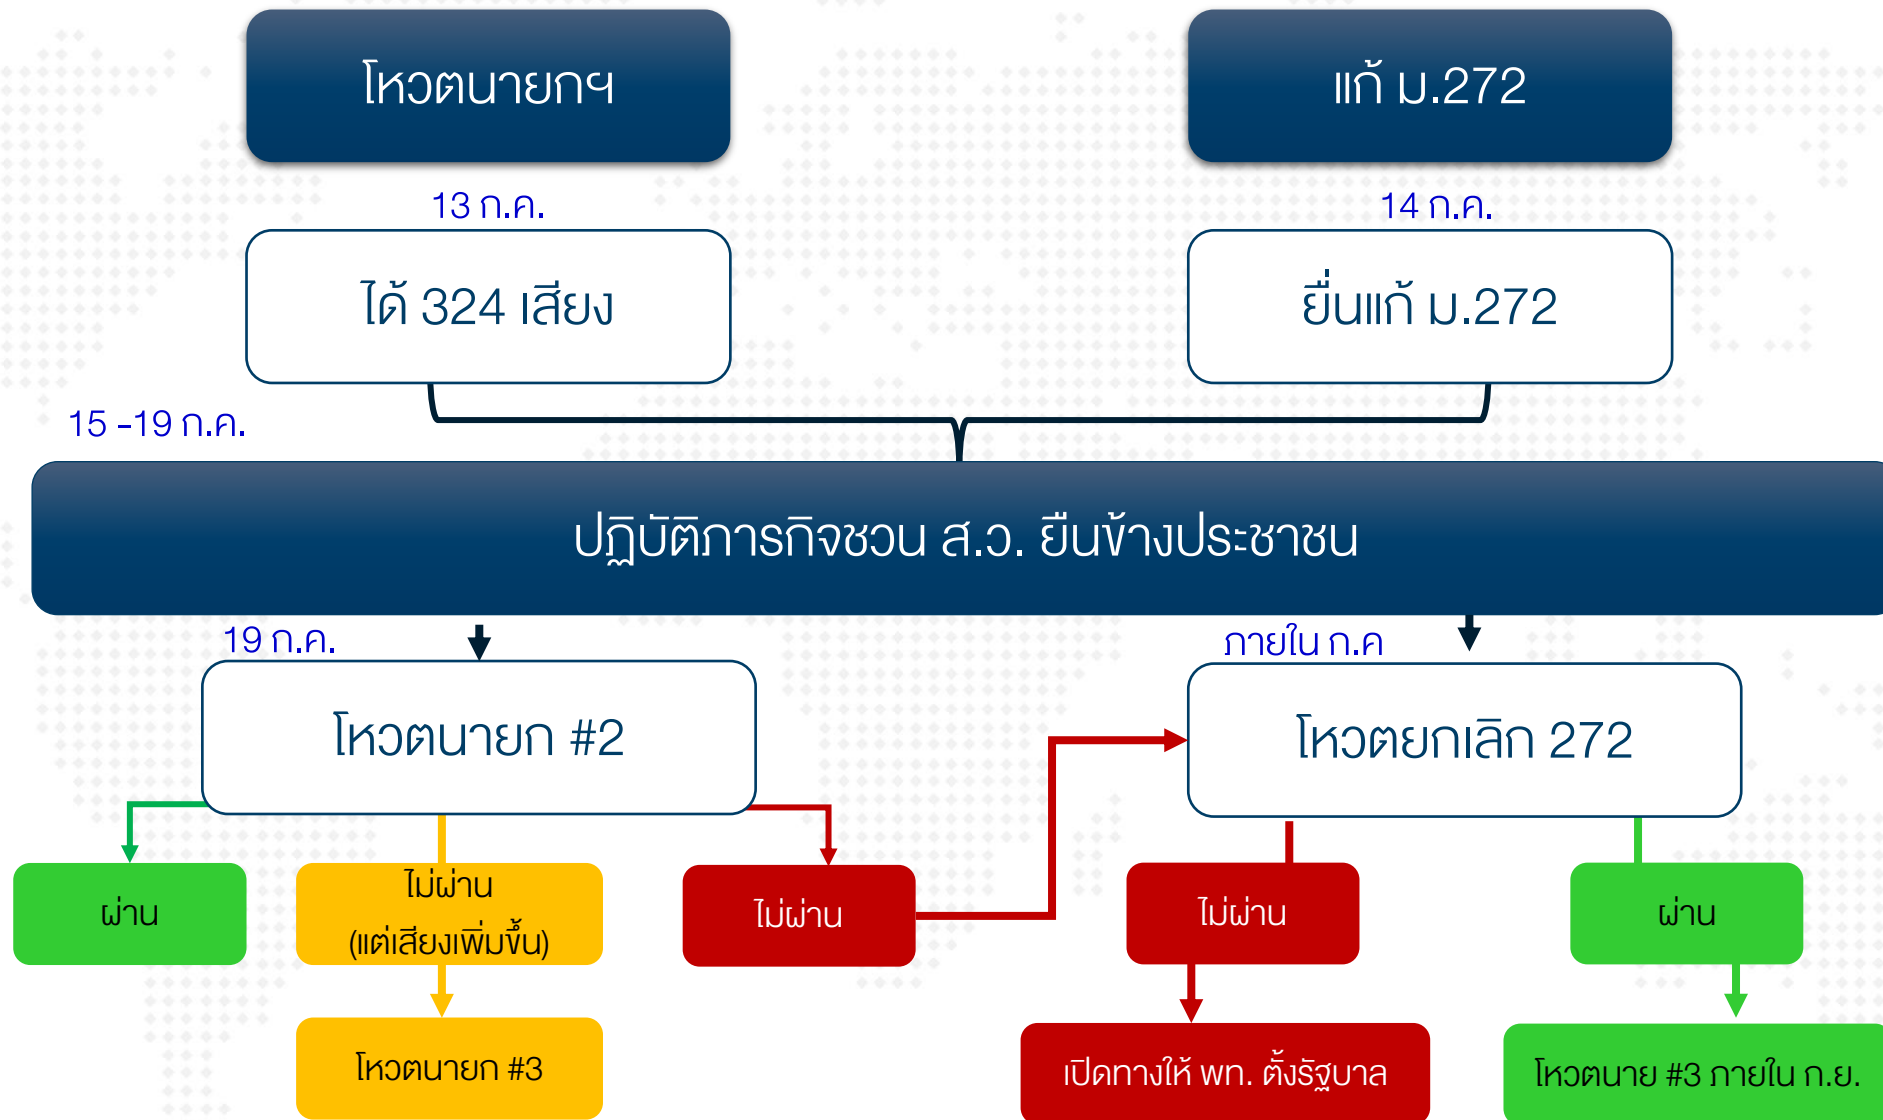 โหวตนายกฯ
แก้ ม.272
13 ก.ค.
14 ก.ค.
ได้ 324 เสียง
ยื่นแก้ ม.272
15 -19 ก.ค.
ปฏิบัติภารกิจชวน ส.ว. ยืนข้างประชาชน
19 ก.ค.
ภายใน ก.ค
โหวตนายก #2
โหวตยกเลิก 272
ผ่าน
ไม่ผ่าน
(แต่เสียงเพิ่มขึ้น)
ไม่ผ่าน
ไม่ผ่าน
ผ่าน
โหวตนายก #3
เปิดทางให้ พท. ตั้งรัฐบาล
โหวตนาย #3 ภายใน ก.ย.